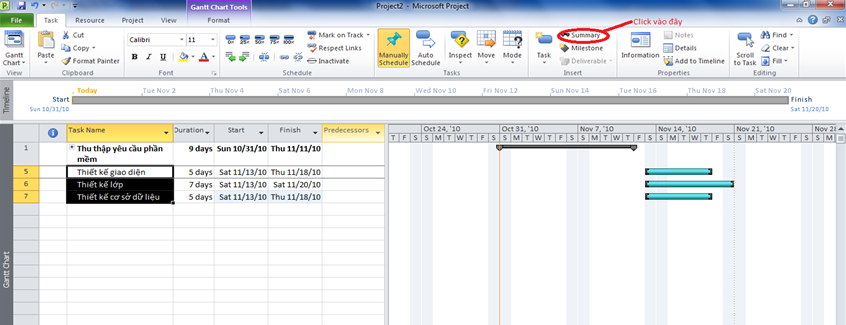 Gantt Chart Tools
Project2 - Microsoft Project
File
Task
Resource
Project
View
Format
Click vào đây
Gantt Chart
View
Paste
Cut
Copy
Format Painter
Clipboard
Calibri
11
B I U
Font
0% 25% 50% 75% 100%
Mark on Track
Respect Links
Inactivate
Schedule
Manually Schedule
Auto Schedule
Inspect
Move
Mode
Tasks
Task
Summary
Milestone
Deliverable
Insert
Information
Notes
Details
Add to Timeline
Properties
Scroll to Task
Find
Clear
Fill
Editing
Timeline
Today
Tue Nov 2
Thu Nov 4
Sat Nov 6
Mon Nov 8
Wed Nov 10
Fri Nov 12
Sun Nov 14
Tue Nov 16
Thu Nov 18
Sat Nov 20
Start
Sun 10/31/10
Finish
Sat 11/20/10
Task Name
Duration
Start
Finish
Predecessors
Oct 24, '10
Oct 31, '10
Nov 7, '10
Nov 14, '10
Nov 21, '10
Nov 28
T F S S M T W T F S S M T W T F S S M T W T F S S M T W T F S S M T W T F S S
1 Thu thập yêu cầu phần mềm 9 days Sun 10/31/10 Thu 11/11/10
5 Thiết kế giao diện 5 days Sat 11/13/10 Thu 11/18/10
6 Thiết kế lớp 7 days Sat 11/13/10 Sat 11/20/10
7 Thiết kế cơ sở dữ liệu 5 days Sat 11/13/10 Thu 11/18/10
Gantt Chart